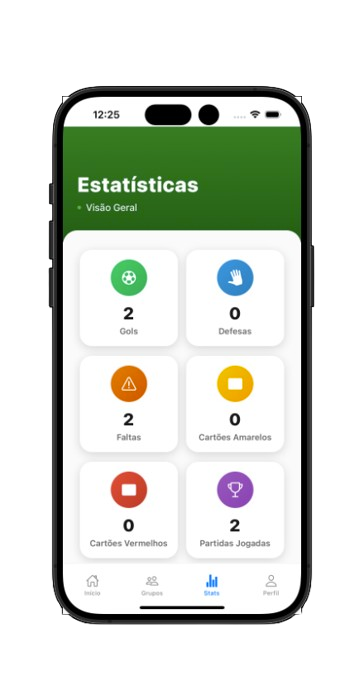 12:25
Estatísticas
Visão Geral
2
Gols
0
Defesas
2
Faltas
0
Cartões Amarelos
0
Cartões Vermelhos
2
Partidas Jogadas
Início
Grupos
Stats
Perfil